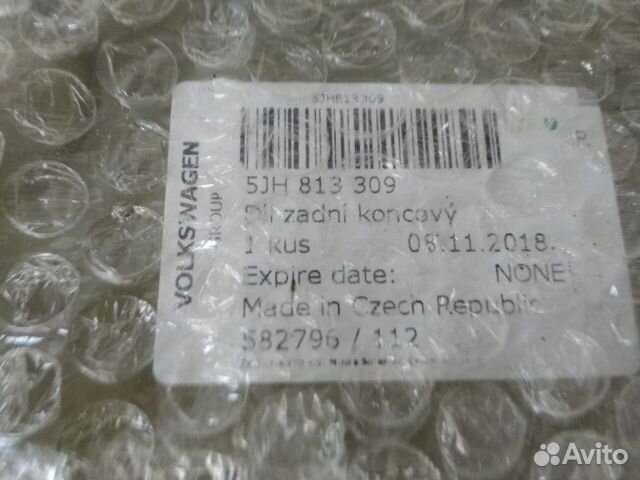 5JH813309
VOLKSWAGEN
GROUP
R
5JH 813 309
Díl zadní koncový
1 kus 08.11.2018.
Expire date: NONE
Made in Czech Republic
582796 / 112
Avito